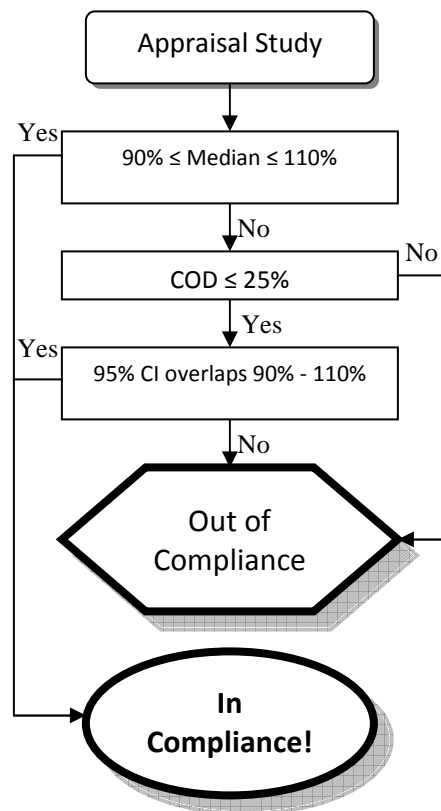 Appraisal Study
Yes
90% ≤ Median ≤ 110%
No
No
COD ≤ 25%
Yes
Yes
95% CI overlaps 90% - 110%
No
Out of
Compliance
In
Compliance!